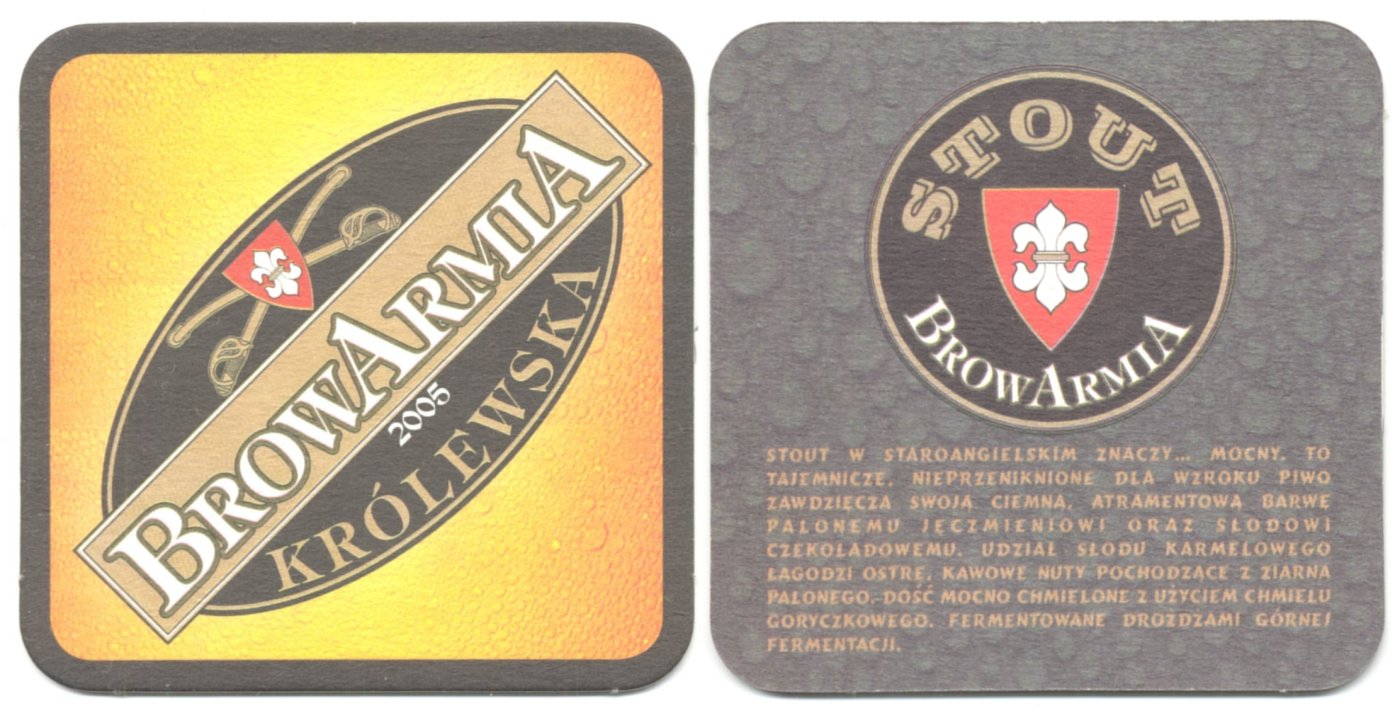 BROWARMIA
2005
KRÓLEWSKA
STOUT
BROWARMIA
STOUT W STAROANGIELSKIM ZNACZY... MOCNY. TO
TAJEMNICZE, NIEPRZENIKNIONE DLA WZROKU PIWO
ZAWDZIĘCZA SWOJĄ CIEMNĄ, ATRAMENTOWĄ BARWĘ
PALONEMU JĘCZMIENIOWI ORAZ SŁODOWI
CZEKOLADOWEMU. UDZIAŁ SŁODU KARMELOWEGO
ŁAGODZI OSTRE, KAWOWE NUTY POCHODZĄCE Z ZIARNA
PALONEGO. DOŚĆ MOCNO CHMIELONE Z UŻYCIEM CHMIELU
GORYCZKOWEGO. FERMENTOWANE DROŻDŻAMI GÓRNEJ
FERMENTACJI.